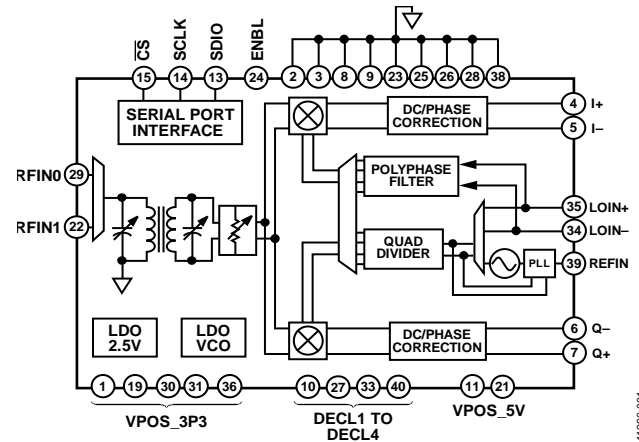 CS SCLK SDIO ENBL
15 14 13 24 2 3 8 9 23 25 26 28 38
SERIAL PORT
INTERFACE
DC/PHASE
CORRECTION
4 I+
5 I–
RFIN0 29
RFIN1 22
POLYPHASE
FILTER
QUAD
DIVIDER
35 LOIN+
34 LOIN–
PLL
39 REFIN
LDO
2.5V
LDO
VCO
DC/PHASE
CORRECTION
6 Q–
7 Q+
1 19 30 31 36 10 27 33 40 11 21
VPOS_3P3
DECL1 TO
DECL4
VPOS_5V